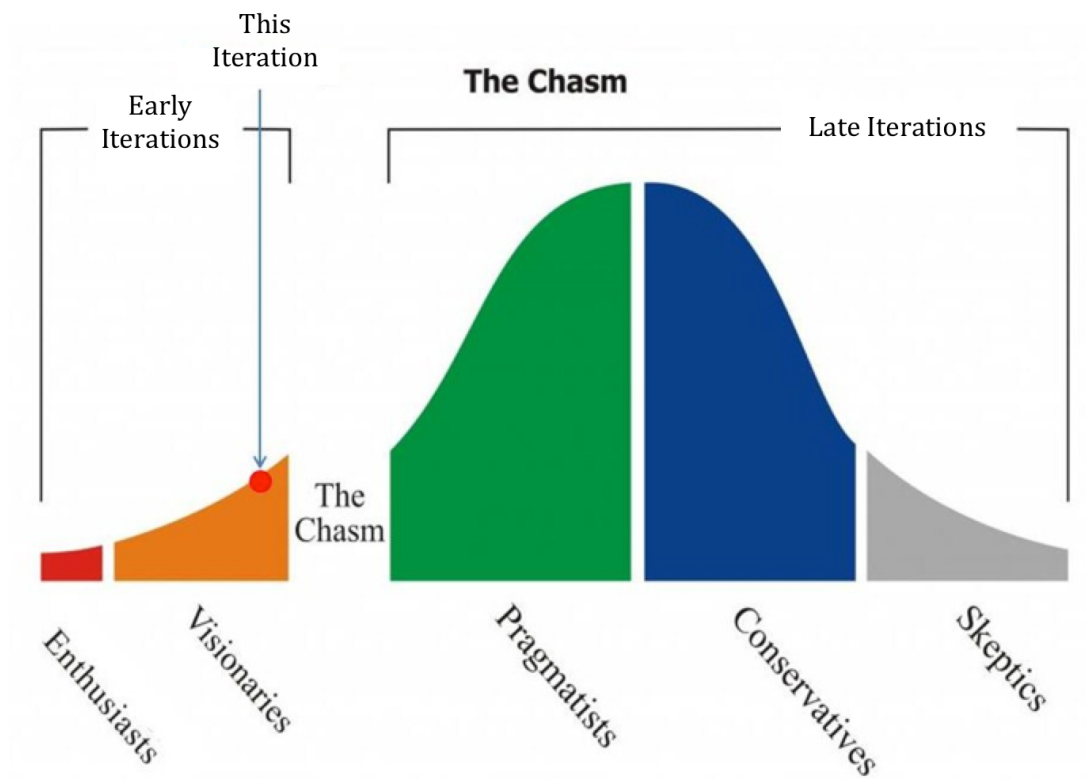 This
Iteration
The Chasm
Early
Iterations
Late Iterations
The
Chasm
Enthusiasts
Visionaries
Pragmatists
Conservatives
Skeptics